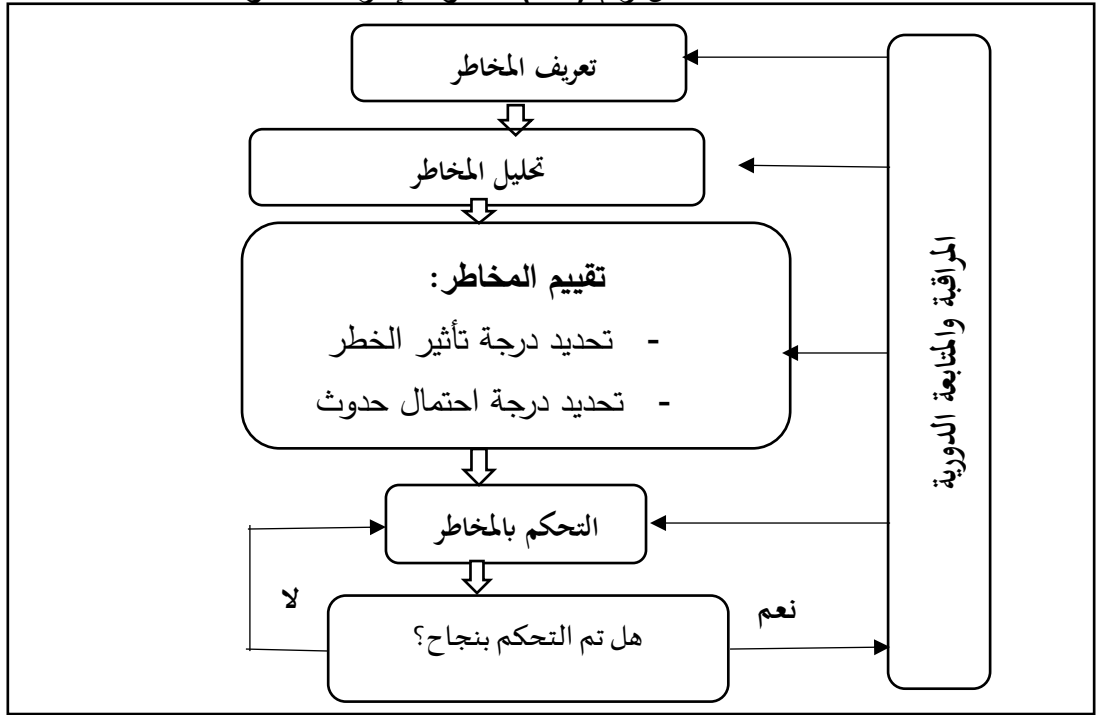 تعريف المخاطر
تحليل المخاطر
تقييم المخاطر:
- تحديد درجة تأثير الخطر
- تحديد درجة احتمال حدوث
التحكم بالمخاطر
لا
نعم
هل تم التحكم بنجاح؟
المراقبة والمتابعة الدورية